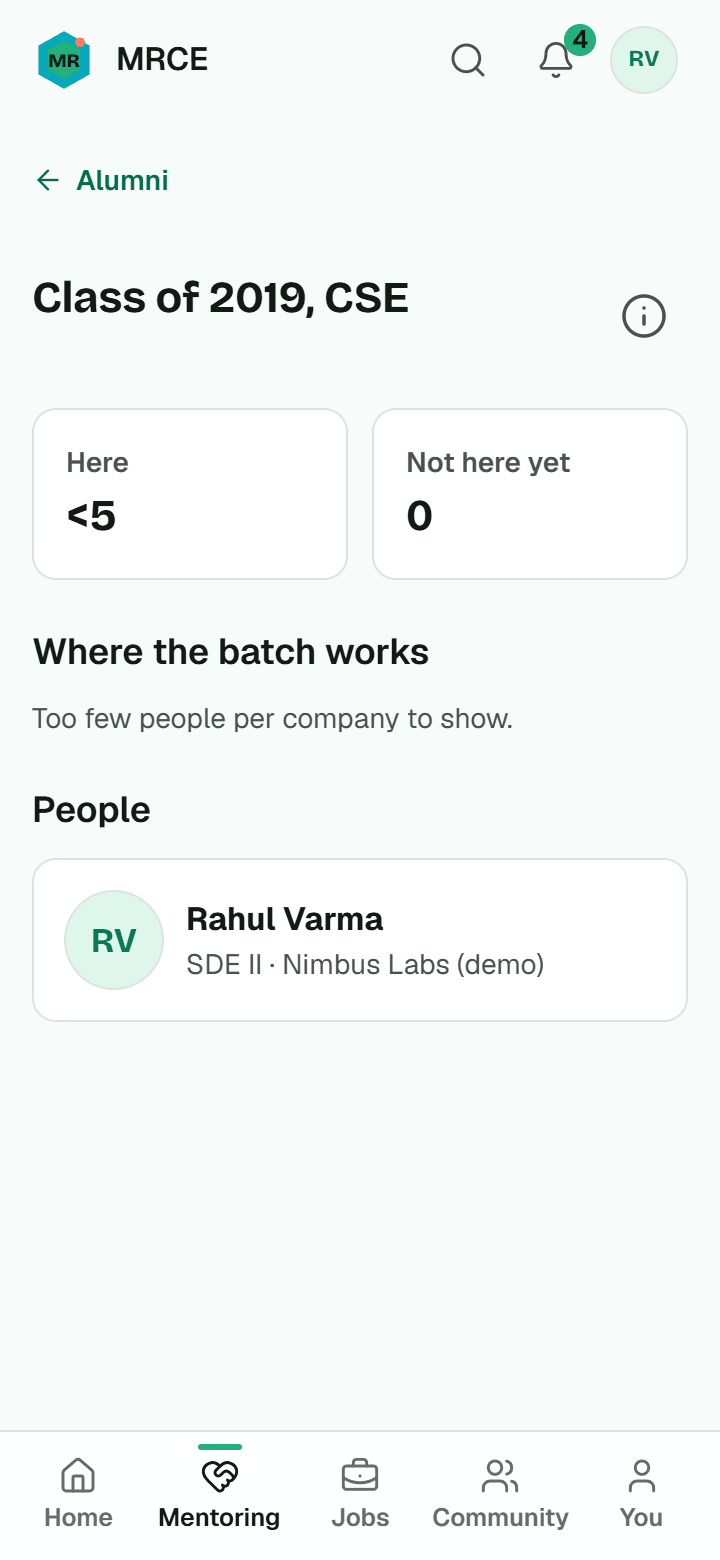 MR MRCE 4 RV
Alumni
Class of 2019, CSE
Here
<5
Not here yet
0
Where the batch works
Too few people per company to show.
People
RV
Rahul Varma
SDE II · Nimbus Labs (demo)
Home Mentoring Jobs Community You